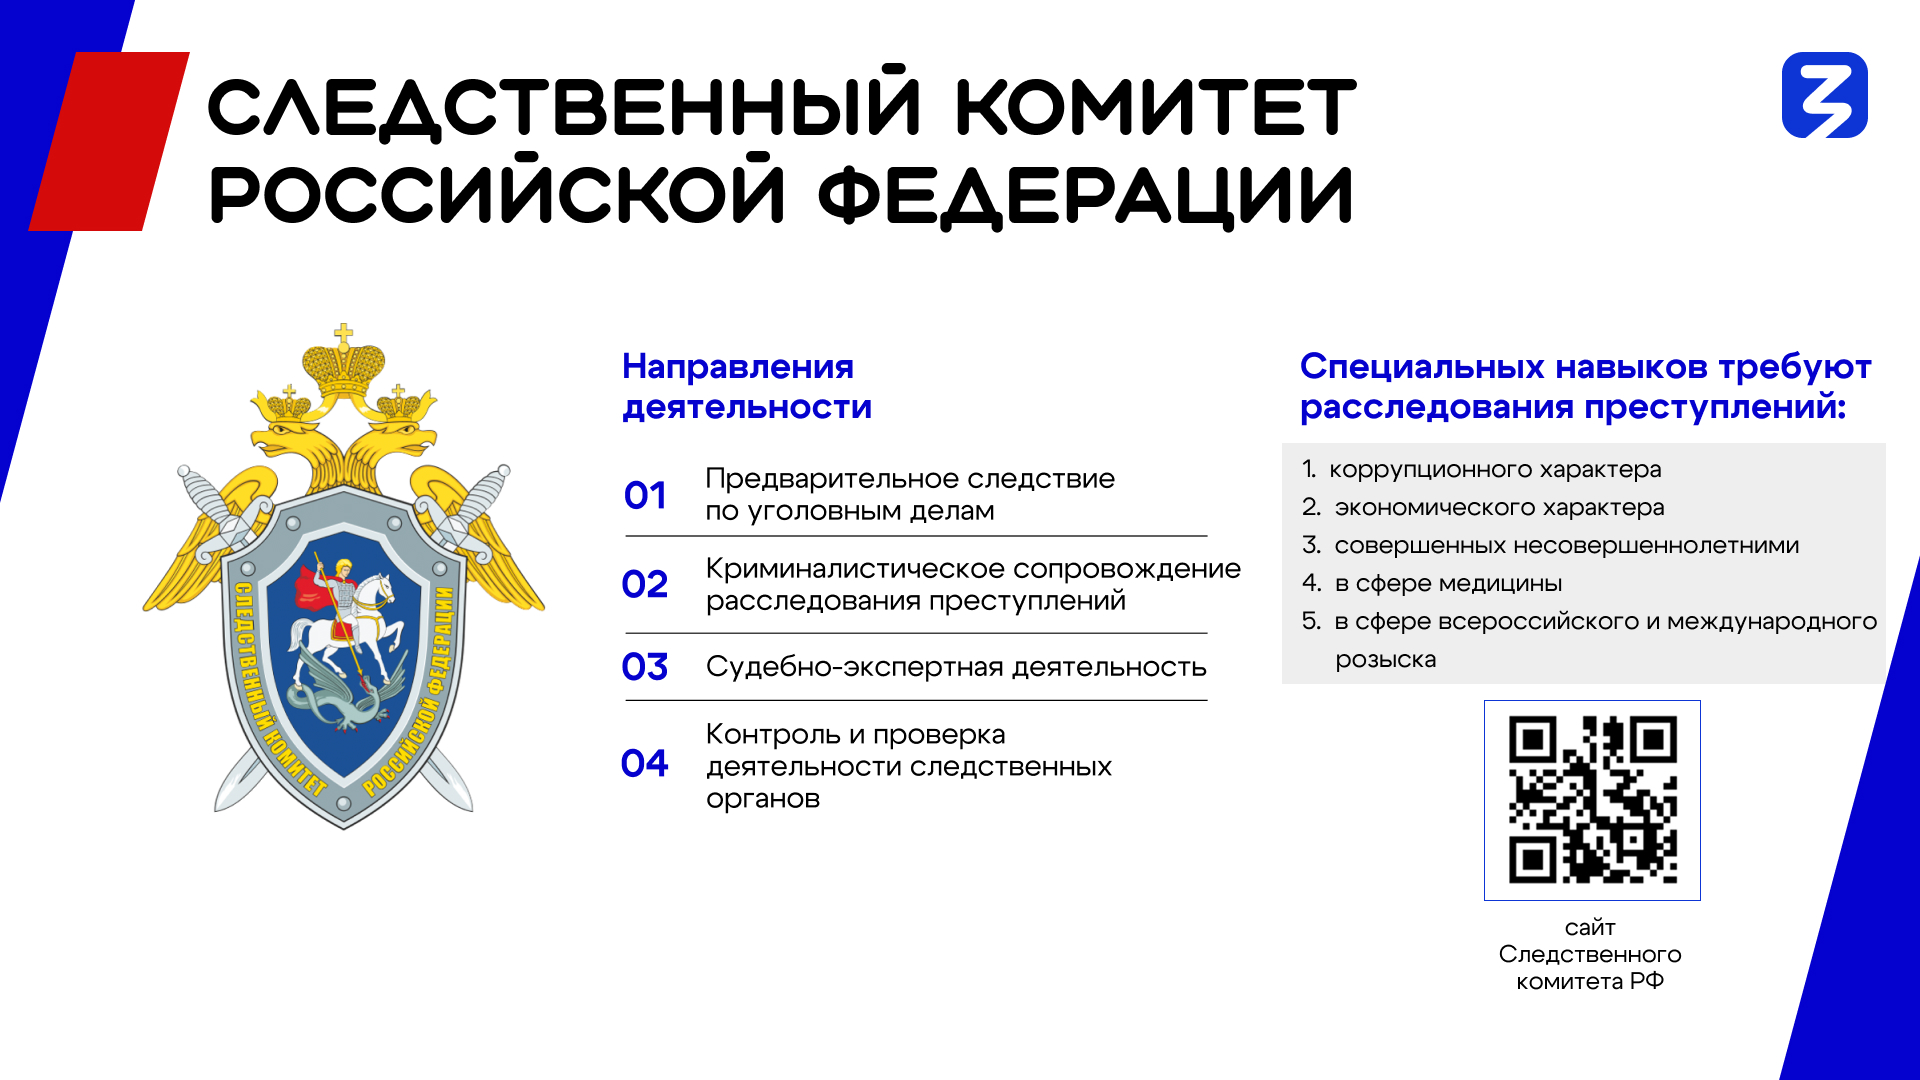 СЛЕДСТВЕННЫЙ КОМИТЕТ
РОССИЙСКОЙ ФЕДЕРАЦИИ
СЛЕДСТВЕННЫЙ КОМИТЕТ
РОССИЙСКОЙ ФЕДЕРАЦИИ
Направления
деятельности
01
Предварительное следствие
по уголовным делам
02
Криминалистическое сопровождение
расследования преступлений
03
Судебно-экспертная деятельность
04
Контроль и проверка
деятельности следственных
органов
Специальных навыков требуют
расследования преступлений:
1. коррупционного характера
2. экономического характера
3. совершенных несовершеннолетними
4. в сфере медицины
5. в сфере всероссийского и международного
розыска
сайт
Следственного
комитета РФ